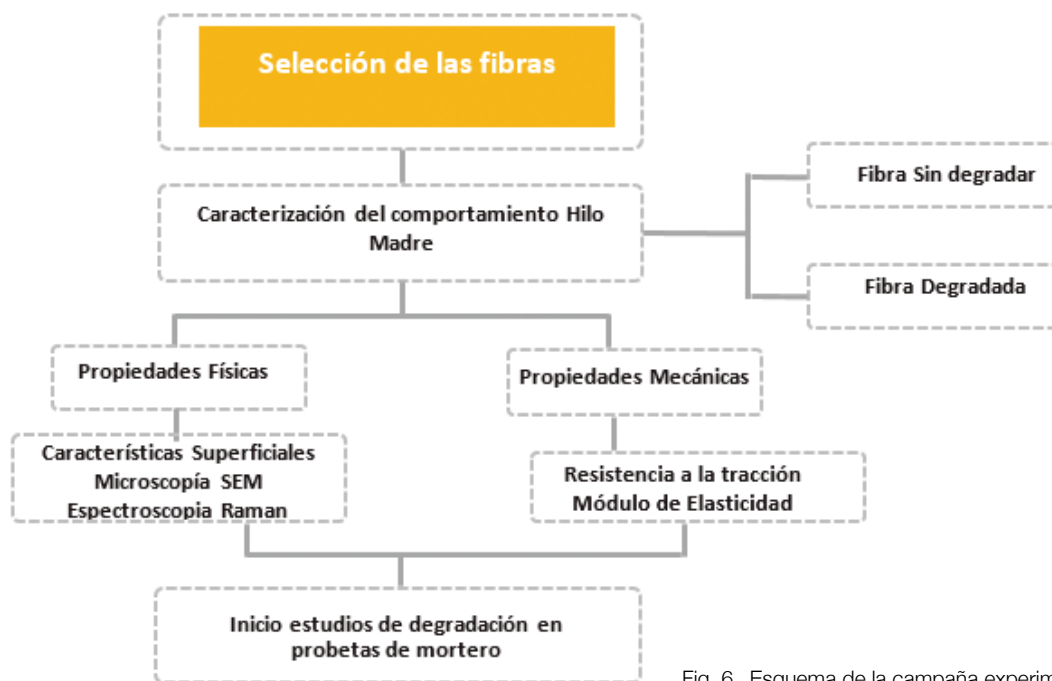 Selección de las fibras
Caracterización del comportamiento Hilo
Madre
Fibra Sin degradar
Fibra Degradada
Propiedades Físicas
Propiedades Mecánicas
Características Superficiales
Microscopía SEM
Espectroscopia Raman
Resistencia a la tracción
Módulo de Elasticidad
Inicio estudios de degradación en
probetas de mortero
Fig. 6. Esquema de la campaña